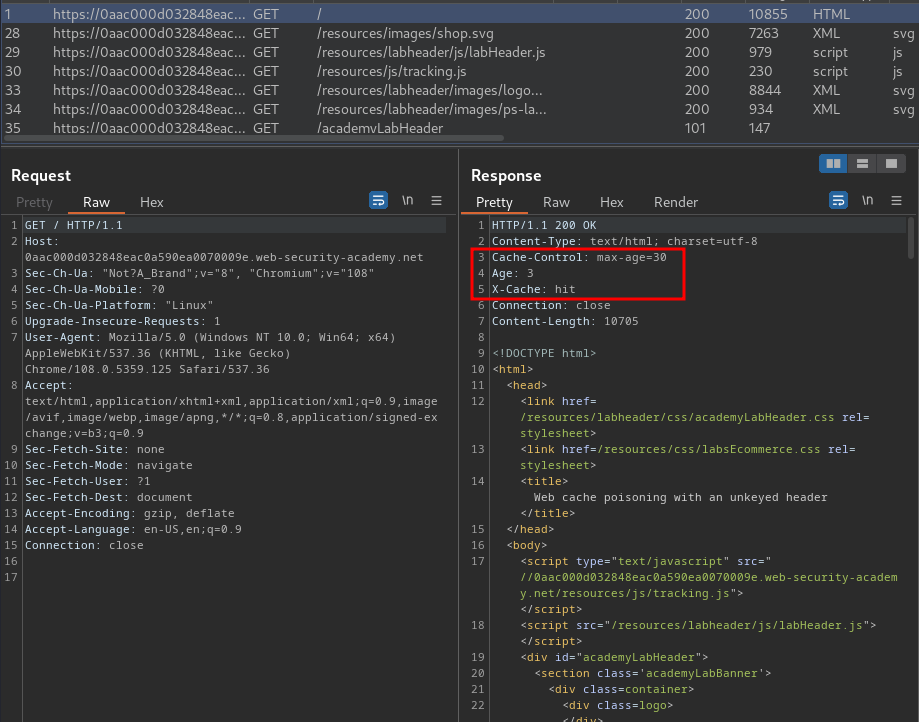 1 https://0aac000d032848eac... GET / 200 10855 HTML
28 https://0aac000d032848eac... GET /resources/images/shop.svg 200 7263 XML svg
29 https://0aac000d032848eac... GET /resources/labheader/js/labHeader.js 200 979 script js
30 https://0aac000d032848eac... GET /resources/js/tracking.js 200 230 script js
33 https://0aac000d032848eac... GET /resources/labheader/images/logo... 200 8844 XML svg
34 https://0aac000d032848eac... GET /resources/labheader/images/ps-la... 200 934 XML svg
35 https://0aac000d032848eac... GET /academyLabHeader 101 147
Request
Pretty Raw Hex \n
1 GET / HTTP/1.1
2 Host:
0aac000d032848eac0a590ea0070009e.web-security-academy.net
3 Sec-Ch-Ua: "Not?A_Brand";v="8", "Chromium";v="108"
4 Sec-Ch-Ua-Mobile: ?0
5 Sec-Ch-Ua-Platform: "Linux"
6 Upgrade-Insecure-Requests: 1
7 User-Agent: Mozilla/5.0 (Windows NT 10.0; Win64; x64)
AppleWebKit/537.36 (KHTML, like Gecko)
Chrome/108.0.5359.125 Safari/537.36
8 Accept:
text/html,application/xhtml+xml,application/xml;q=0.9,image
/avif,image/webp,image/apng,*/*;q=0.8,application/signed-ex
change;v=b3;q=0.9
9 Sec-Fetch-Site: none
10 Sec-Fetch-Mode: navigate
11 Sec-Fetch-User: ?1
12 Sec-Fetch-Dest: document
13 Accept-Encoding: gzip, deflate
14 Accept-Language: en-US,en;q=0.9
15 Connection: close
16
17
Response
Pretty Raw Hex Render \n
1 HTTP/1.1 200 OK
2 Content-Type: text/html; charset=utf-8
3 Cache-Control: max-age=30
4 Age: 3
5 X-Cache: hit
6 Connection: close
7 Content-Length: 10705
8
9 <!DOCTYPE html>
10 <html>
11 <head>
12 <link href=
/resources/labheader/css/academyLabHeader.css rel=
stylesheet>
13 <link href=/resources/css/labsEcommerce.css rel=
stylesheet>
14 <title>
Web cache poisoning with an unkeyed header
</title>
15 </head>
16 <body>
17 <script type="text/javascript" src="
//0aac000d032848eac0a590ea0070009e.web-security-academ
y.net/resources/js/tracking.js">
</script>
18 <script src="/resources/labheader/js/labHeader.js">
</script>
19 <div id="academyLabHeader">
20 <section class='academyLabBanner'>
21 <div class=container>
22 <div class=logo>
</div>